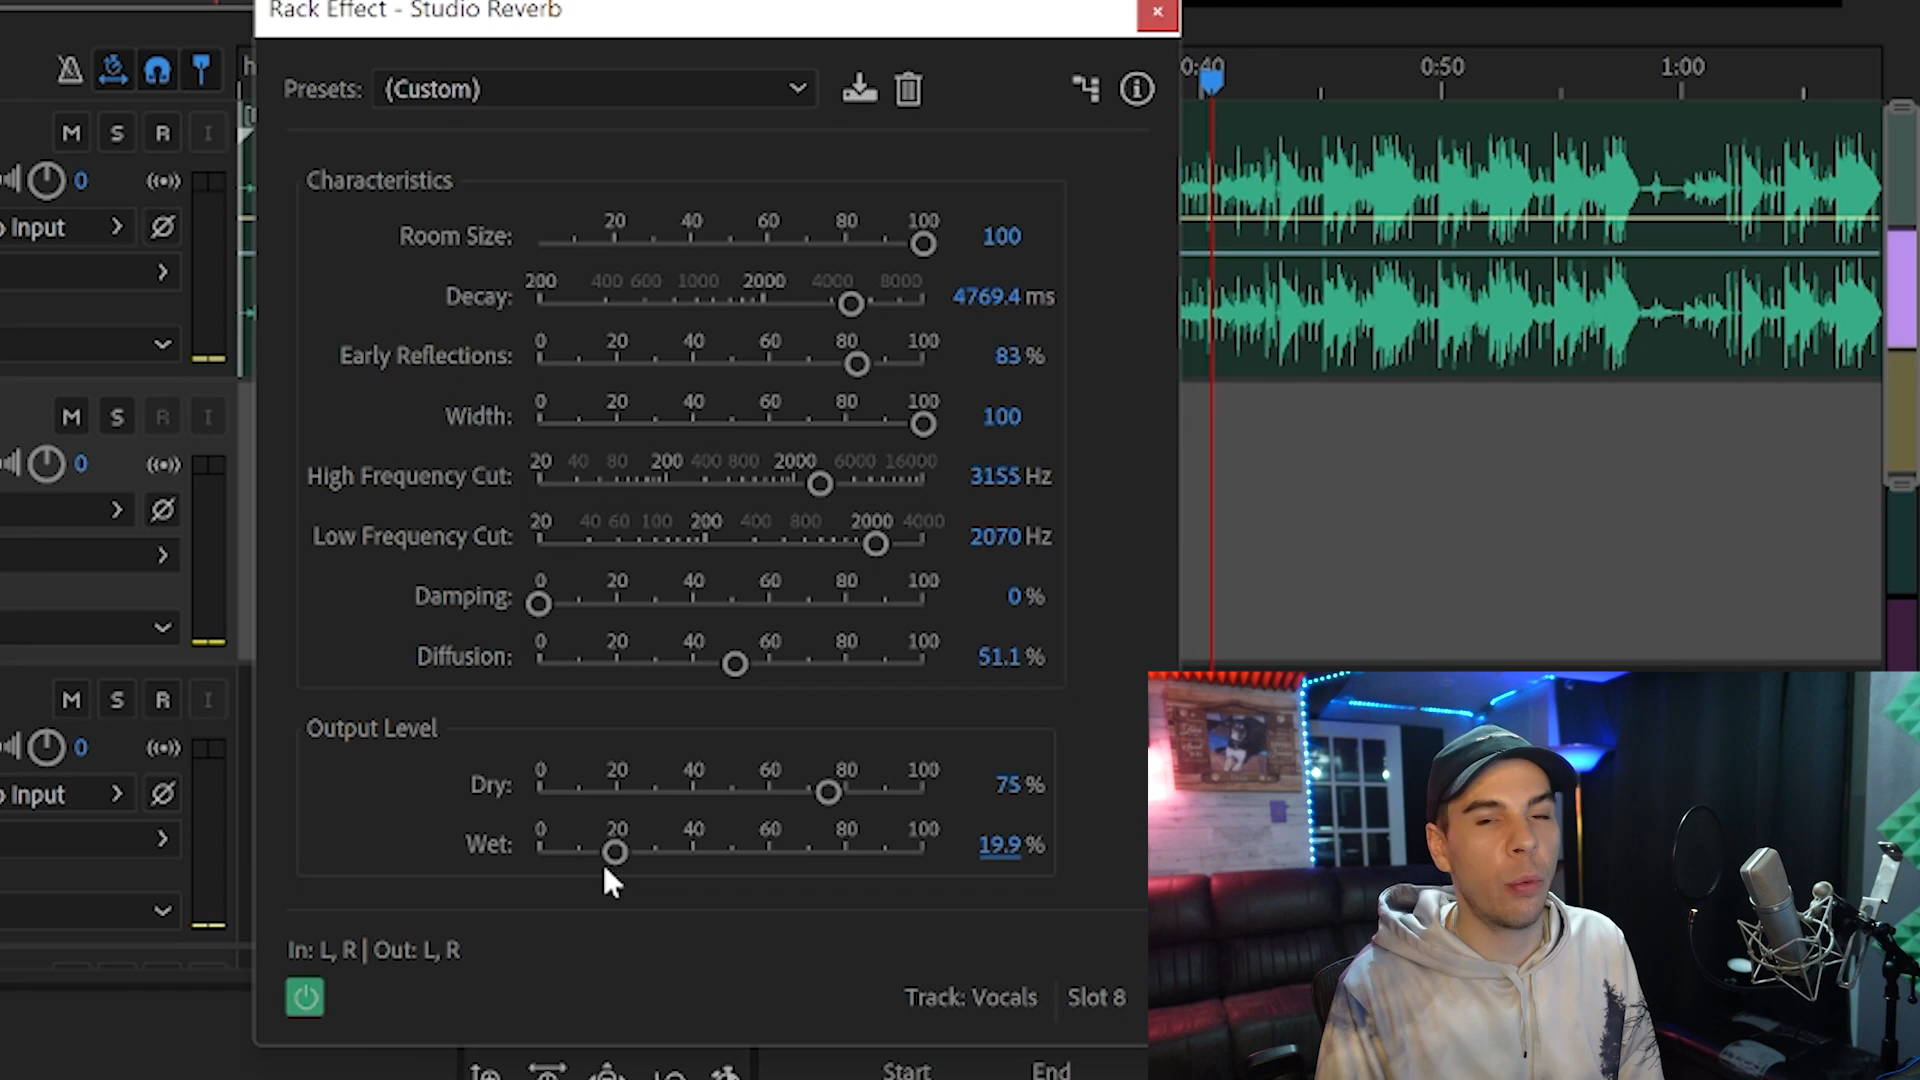 Rack Effect - Studio Reverb
Presets: (Custom)
0:40 0:50 1:00
M S R I
0
Input
M S R I
0
M S R I
0
Input
Characteristics
20 40 60 80 100
Room Size: 100
200 400 600 1000 2000 4000 8000
Decay: 4769.4 ms
0 20 40 60 80 100
Early Reflections: 83 %
0 20 40 60 80 100
Width: 100
20 40 80 200 400 800 2000 6000 16000
High Frequency Cut: 3155 Hz
20 40 60 100 200 400 800 2000 4000
Low Frequency Cut: 2070 Hz
0 20 40 60 80 100
Damping: 0 %
0 20 40 60 80 100
Diffusion: 51.1 %
Output Level
0 20 40 60 80 100
Dry: 75 %
0 20 40 60 80 100
Wet: 19.9 %
In: L, R | Out: L, R
Track: Vocals Slot 8
Start End